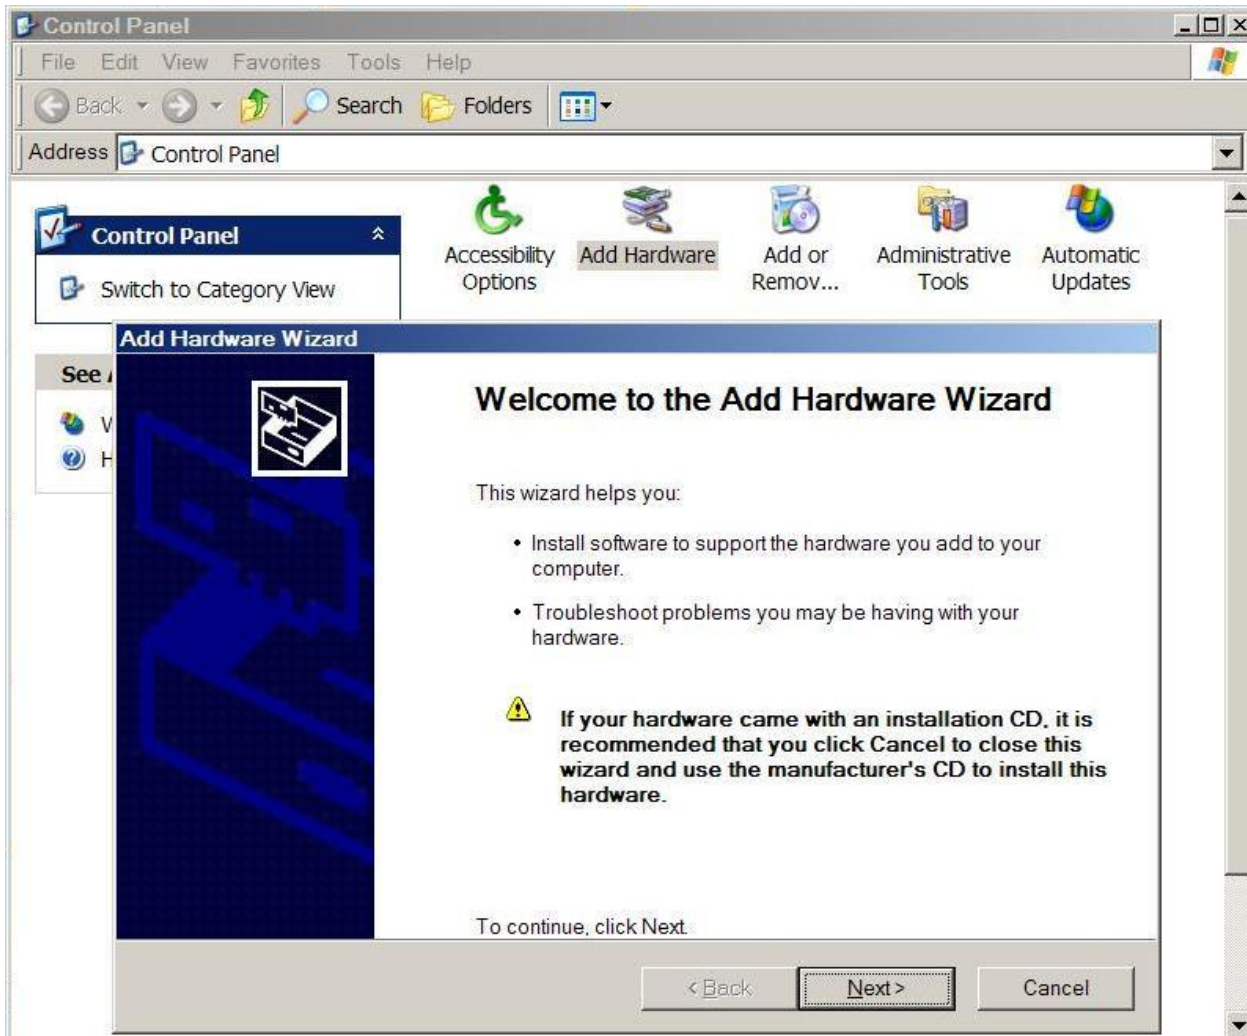 Control Panel
File Edit View Favorites Tools Help
Back Search Folders
Address Control Panel
Control Panel
Switch to Category View
Accessibility Options
Add Hardware
Add or Remov...
Administrative Tools
Automatic Updates
See
Add Hardware Wizard
Welcome to the Add Hardware Wizard
This wizard helps you:
• Install software to support the hardware you add to your
computer.
• Troubleshoot problems you may be having with your
hardware.
If your hardware came with an installation CD, it is
recommended that you click Cancel to close this
wizard and use the manufacturer's CD to install this
hardware.
To continue, click Next.
< Back Next > Cancel